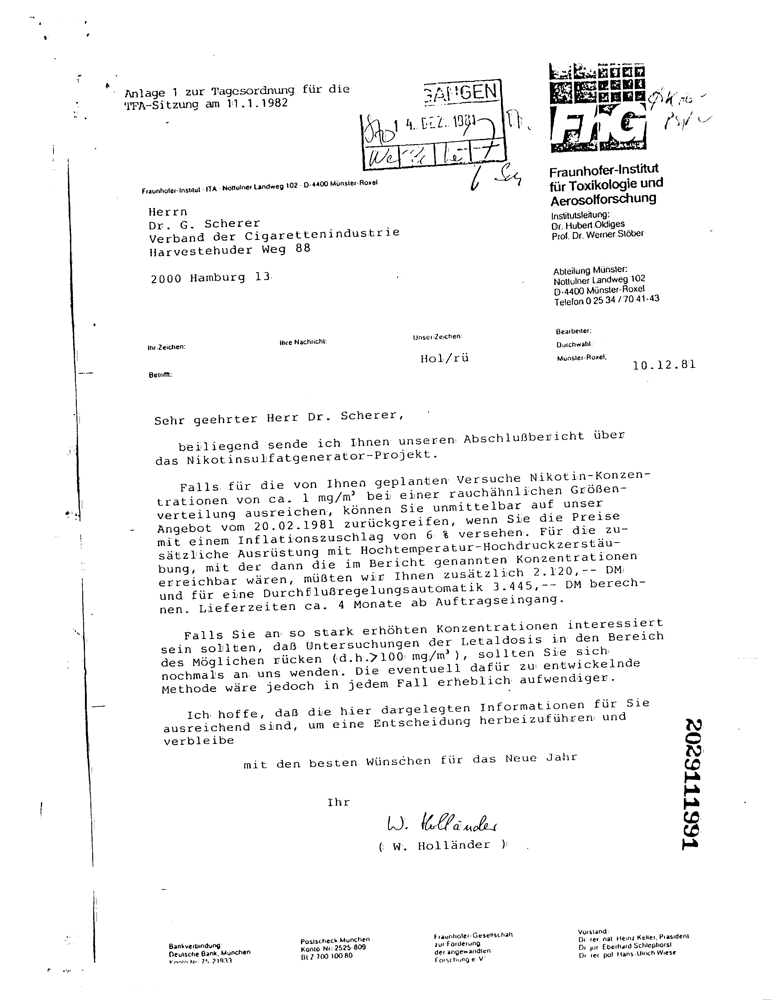 Anlage 1 zur Tagesordnung für die
TFA-Sitzung am 11.1.1982
GANGEN
14. DEZ. 1981
FhG
Fraunhofer-Institut
für Toxikologie und
Aerosolforschung
Institutsleitung:
Dr. Hubert Oldiges
Prof. Dr. Werner Stöber
Fraunhofer-Institut · ITA · Nottulner Landweg 102 · D-4400 Münster-Roxel
Herrn
Dr. G. Scherer
Verband der Cigarettenindustrie
Harvestehuder Weg 88
2000 Hamburg 13
Abteilung Münster:
Nottulner Landweg 102
D-4400 Münster-Roxel
Telefon 0 25 34 / 70 41-43
Ihr Zeichen:
Ihre Nachricht:
Unser Zeichen:
Hol/rü
Bearbeiter:
Durchwahl:
Münster-Roxel,
10.12.81
Betrifft:
Sehr geehrter Herr Dr. Scherer,
beiliegend sende ich Ihnen unseren Abschlußbericht über
das Nikotinsulfatgenerator-Projekt.
Falls für die von Ihnen geplanten Versuche Nikotin-Konzen-
trationen von ca. 1 mg/m³ bei einer rauchähnlichen Größen-
verteilung ausreichen, können Sie unmittelbar auf unser
Angebot vom 20.02.1981 zurückgreifen, wenn Sie die Preise
mit einem Inflationszuschlag von 6 % versehen. Für die zu-
sätzliche Ausrüstung mit Hochtemperatur-Hochdruckzerstäu-
bung, mit der dann die im Bericht genannten Konzentrationen
erreichbar wären, müßten wir Ihnen zusätzlich 2.120,-- DM
und für eine Durchflußregelungsautomatik 3.445,-- DM berech-
nen. Lieferzeiten ca. 4 Monate ab Auftragseingang.
Falls Sie an so stark erhöhten Konzentrationen interessiert
sein sollten, daß Untersuchungen der Letaldosis in den Bereich
des Möglichen rücken (d.h.>100 mg/m³), sollten Sie sich
nochmals an uns wenden. Die eventuell dafür zu entwickelnde
Methode wäre jedoch in jedem Fall erheblich aufwendiger.
Ich hoffe, daß die hier dargelegten Informationen für Sie
ausreichend sind, um eine Entscheidung herbeizuführen und
verbleibe
mit den besten Wünschen für das Neue Jahr
Ihr
W. Holländer
( W. Holländer )
2029111991
Bankverbindung
Deutsche Bank, München
Konto Nr. 75 21933
Postscheck München
Konto Nr. 2525-809
BLZ 700 100 80
Fraunhofer-Gesellschaft
zur Förderung
der angewandten
Forschung e. V.
Vorstand:
Dr. rer. nat. Heinz Keller, Präsident
Dr. jur. Eberhard Schlephorst
Dr. rer. pol. Hans-Ulrich Wiese